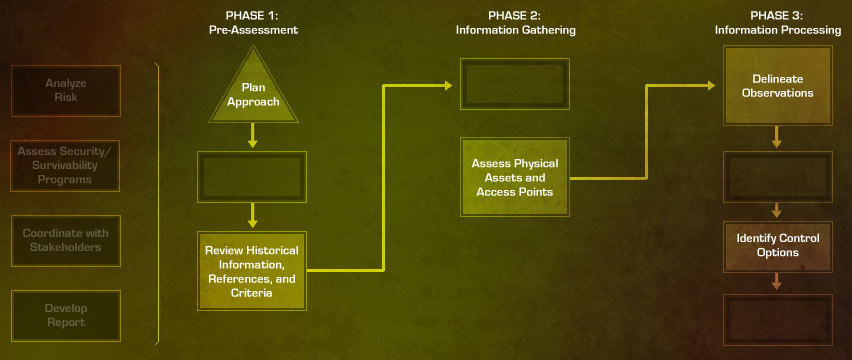 PHASE 1:
Pre-Assessment
PHASE 2:
Information Gathering
PHASE 3:
Information Processing
Analyze
Risk
Assess Security/
Survivability
Programs
Coordinate with
Stakeholders
Develop
Report
Plan
Approach
Review Historical
Information,
References, and
Criteria
Assess Physical
Assets and
Access Points
Delineate
Observations
Identify Control
Options